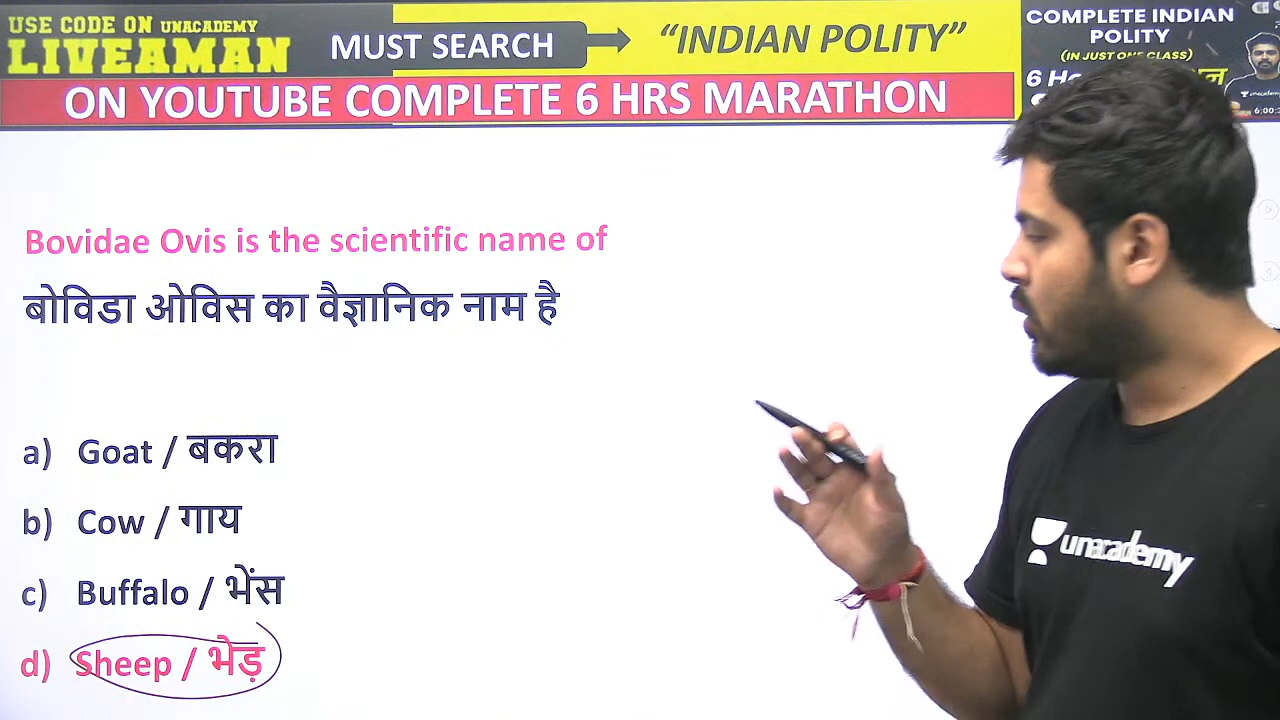 USE CODE ON UNACADEMY
LIVEAMAN
MUST SEARCH
“INDIAN POLITY”
ON YOUTUBE COMPLETE 6 HRS MARATHON
COMPLETE INDIAN
POLITY
(IN JUST ONE CLASS)
Bovidae Ovis is the scientific name of
बोविडा ओविस का वैज्ञानिक नाम है
a) Goat / बकरा
b) Cow / गाय
c) Buffalo / भेंस
d) Sheep / भेड़
unacademy